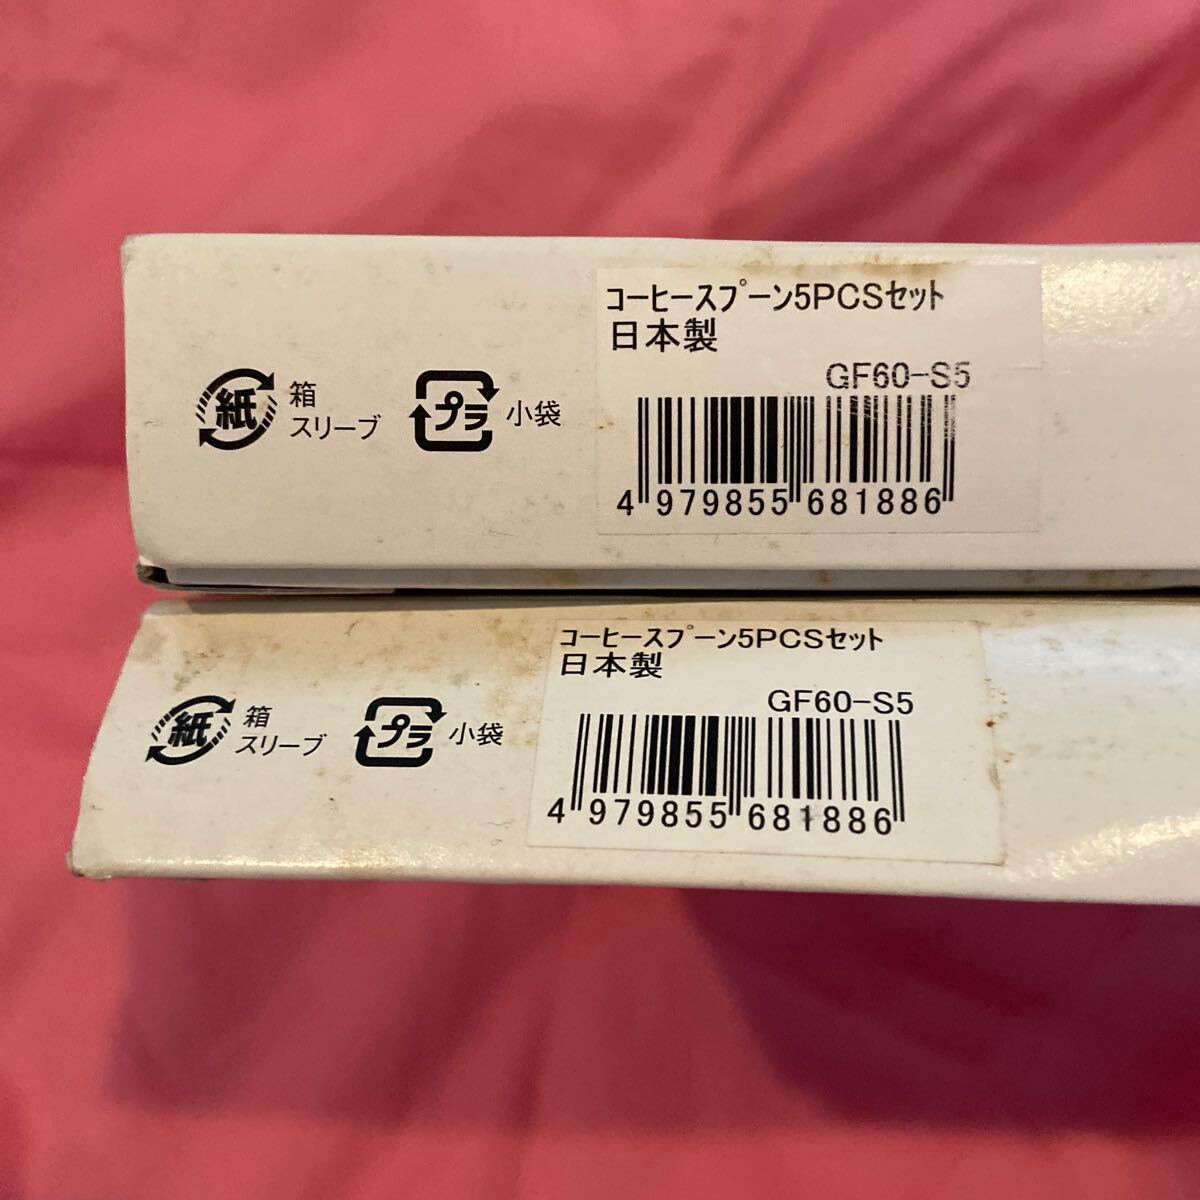 コーヒースプーン5PCSセット
日本製
GF60-S5
紙
箱
スリーブ
プラ
小袋
4 979855 681886
コーヒースプーン5PCSセット
日本製
GF60-S5
紙
箱
スリーブ
プラ
小袋
4 979855 681886